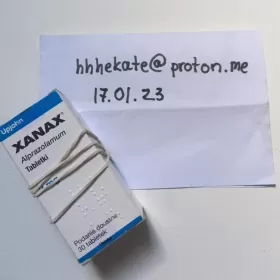 hhhekate@proton.me
17.01.23
Upjohn
XANAX®
Alprazolamum
Tabletki
Podanie doustne
30 tabletek